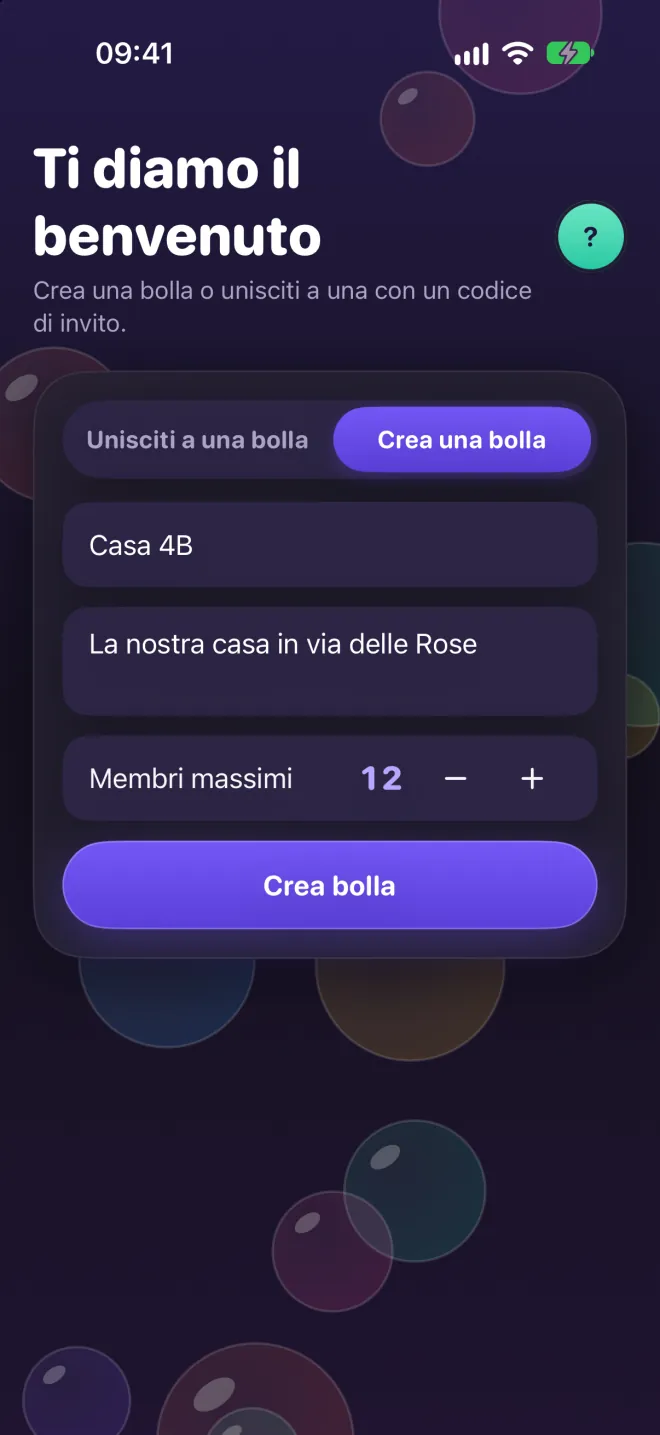 09:41
Ti diamo il
benvenuto
?
Crea una bolla o unisciti a una con un codice
di invito.
Unisciti a una bolla
Crea una bolla
Casa 4B
La nostra casa in via delle Rose
Membri massimi 12 − +
Crea bolla